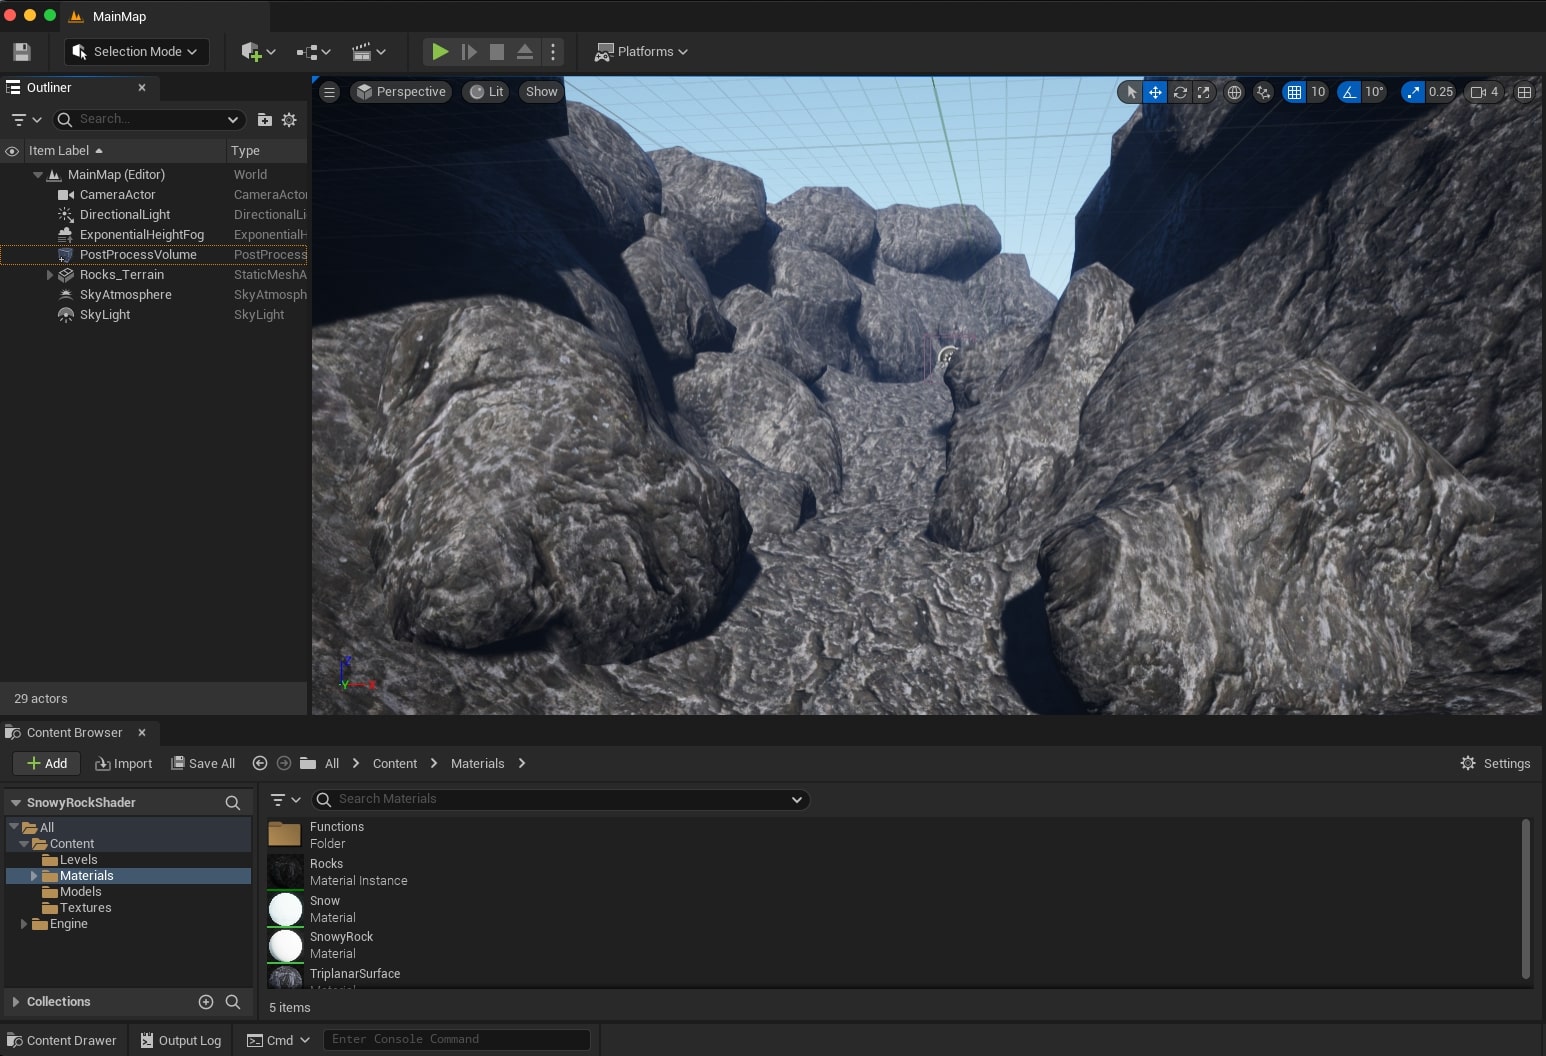 MainMap
Selection Mode
Platforms
Outliner
Search...
Item Label
Type
MainMap (Editor)
World
CameraActor
CameraActo
DirectionalLight
DirectionalLi
ExponentialHeightFog
ExponentialH
PostProcessVolume
PostProcess
Rocks_Terrain
StaticMeshA
SkyAtmosphere
SkyAtmosph
SkyLight
SkyLight
29 actors
Perspective
Lit
Show
10
10°
0.25
4
Z
Y
X
Content Browser
Add
Import
Save All
All
Content
Materials
Settings
SnowyRockShader
All
Content
Levels
Materials
Models
Textures
Engine
Collections
Search Materials
Functions
Folder
Rocks
Material Instance
Snow
Material
SnowyRock
Material
TriplanarSurface
Material
5 items
Content Drawer
Output Log
Cmd
Enter Console Command